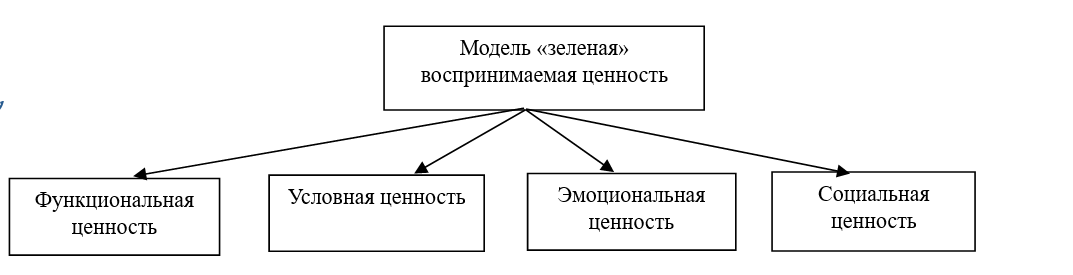 Модель «зеленая»
воспринимаемая ценность
Функциональная
ценность
Условная ценность
Эмоциональная
ценность
Социальная
ценность